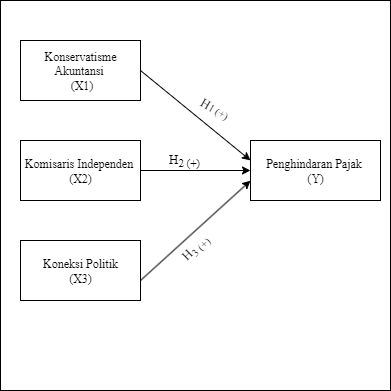 Konservatisme
Akuntansi
(X1)
H1 (+)
Komisaris Independen
(X2)
H2 (+)
Penghindaran Pajak
(Y)
H3 (+)
Koneksi Politik
(X3)